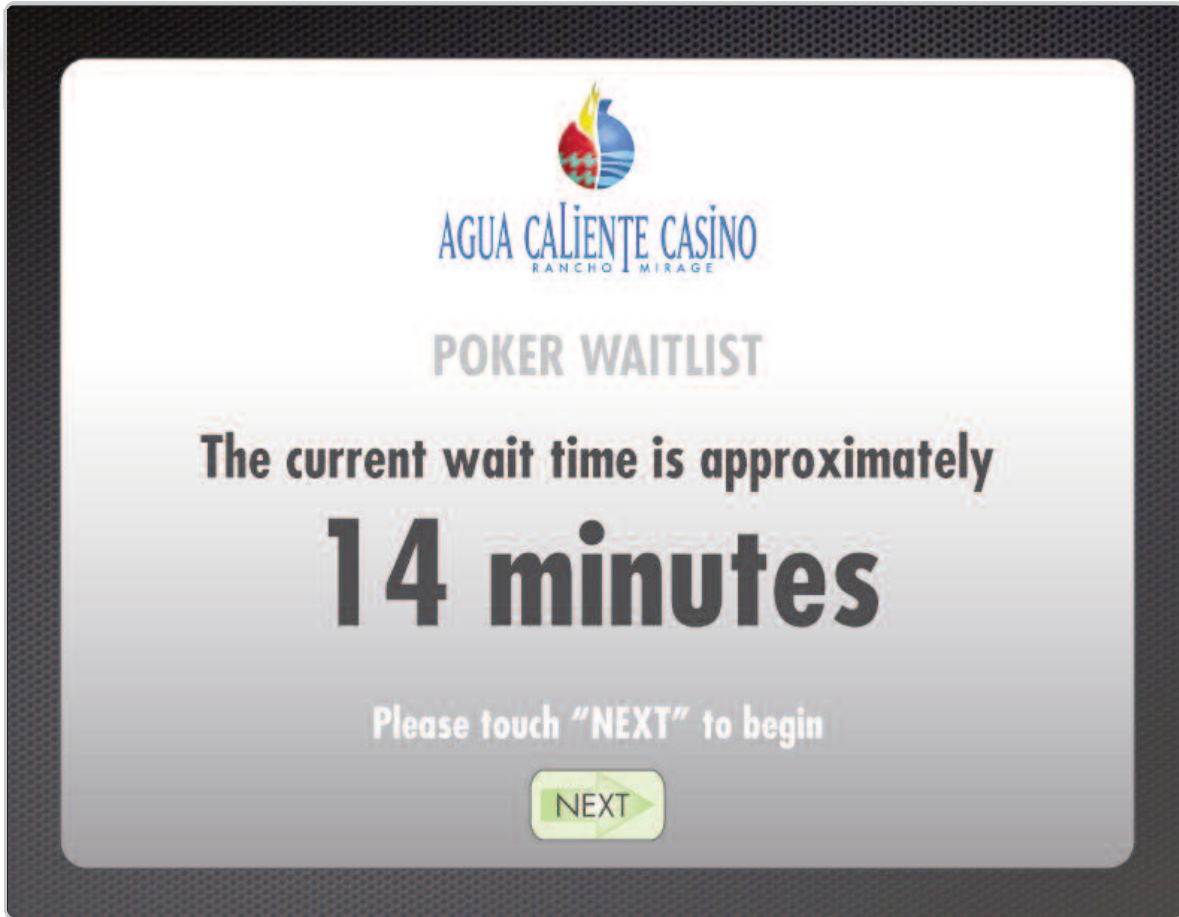 AGUA CALIENTE CASINO
RANCHO MIRAGE
POKER WAITLIST
The current wait time is approximately
14 minutes
Please touch “NEXT” to begin
NEXT